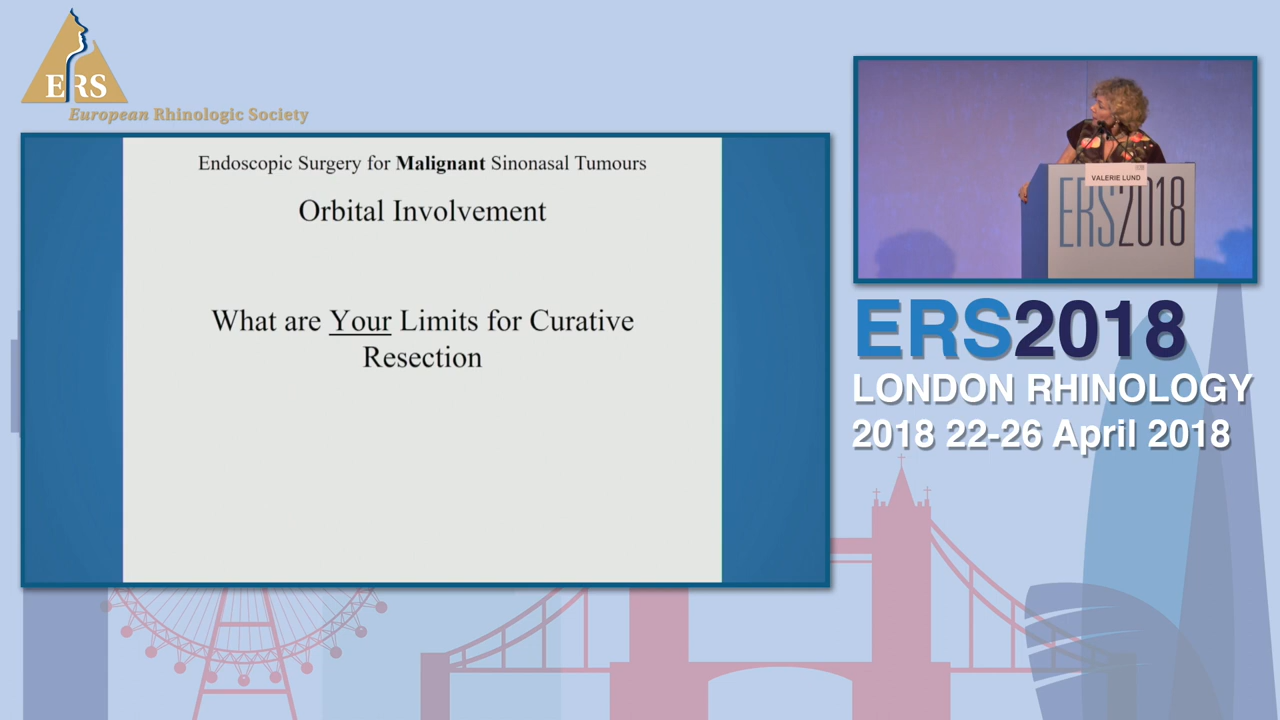 ERS
European Rhinologic Society
Endoscopic Surgery for Malignant Sinonasal Tumours
Orbital Involvement
What are Your Limits for Curative
Resection
VALERIE LUND
ERS2018
ERS2018
LONDON RHINOLOGY
2018 22-26 April 2018